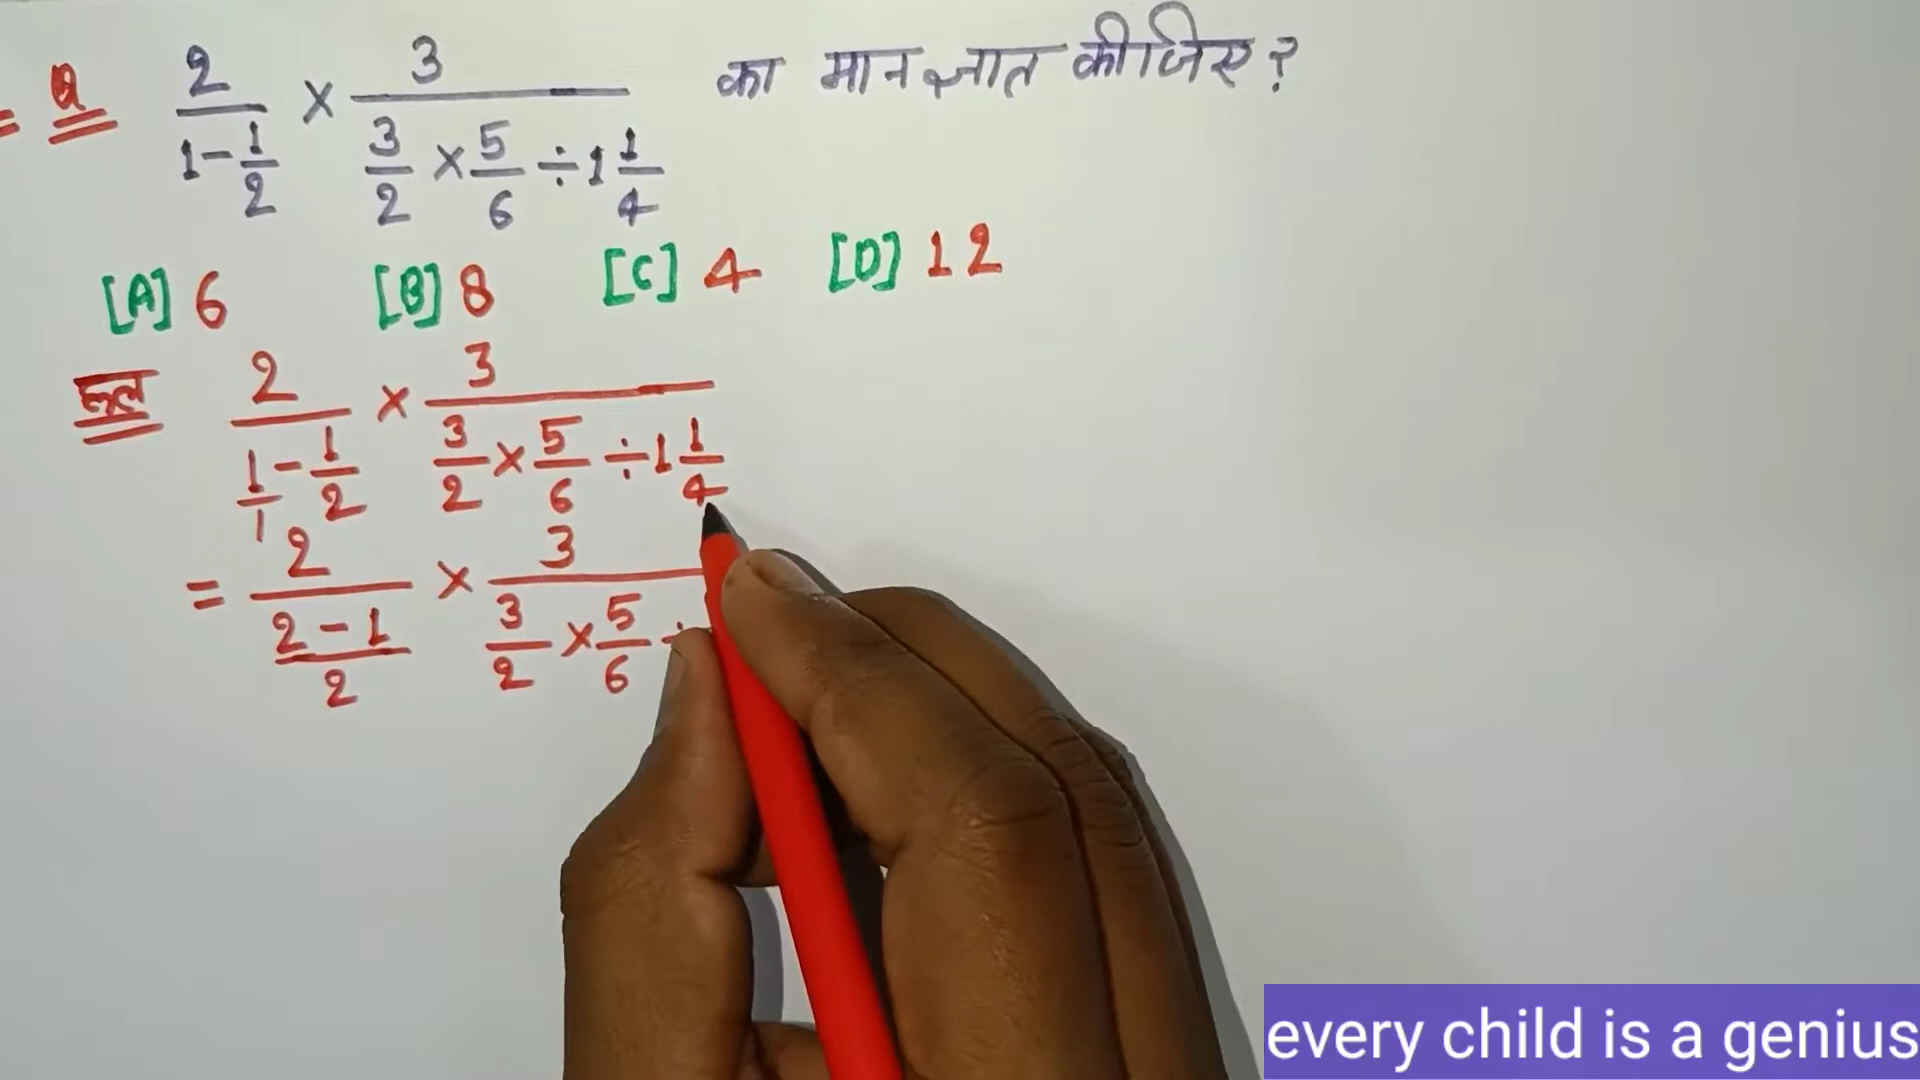 = Q 2/(1-1/2) × 3/(3/2 × 5/6 ÷ 1 1/4) का मान ज्ञात कीजिए?
[A] 6 [B] 8 [C] 4 [D] 12
हल 2/(1/1 - 1/2) × 3/(3/2 × 5/6 ÷ 1 1/4)
= 2/((2-1)/2) × 3/(3/2 × 5/6 ÷
every child is a genius